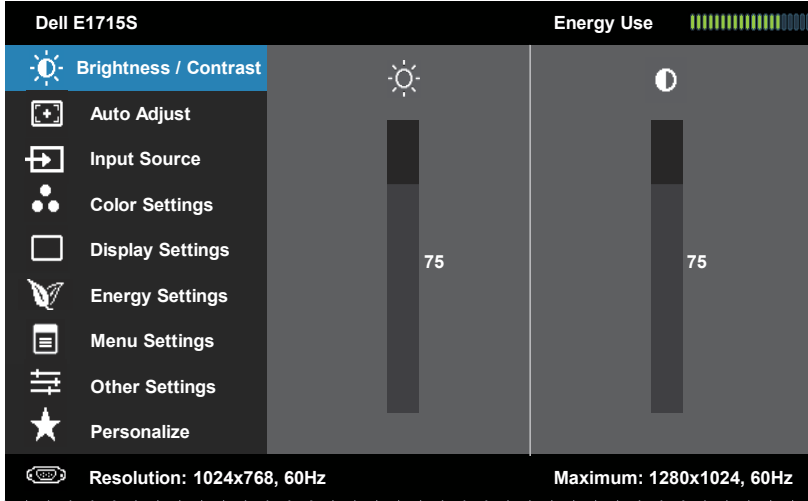 Dell E1715S Energy Use
Brightness / Contrast
Auto Adjust
Input Source
Color Settings
Display Settings
75 75
Energy Settings
Menu Settings
Other Settings
Personalize
Resolution: 1024x768, 60Hz Maximum: 1280x1024, 60Hz